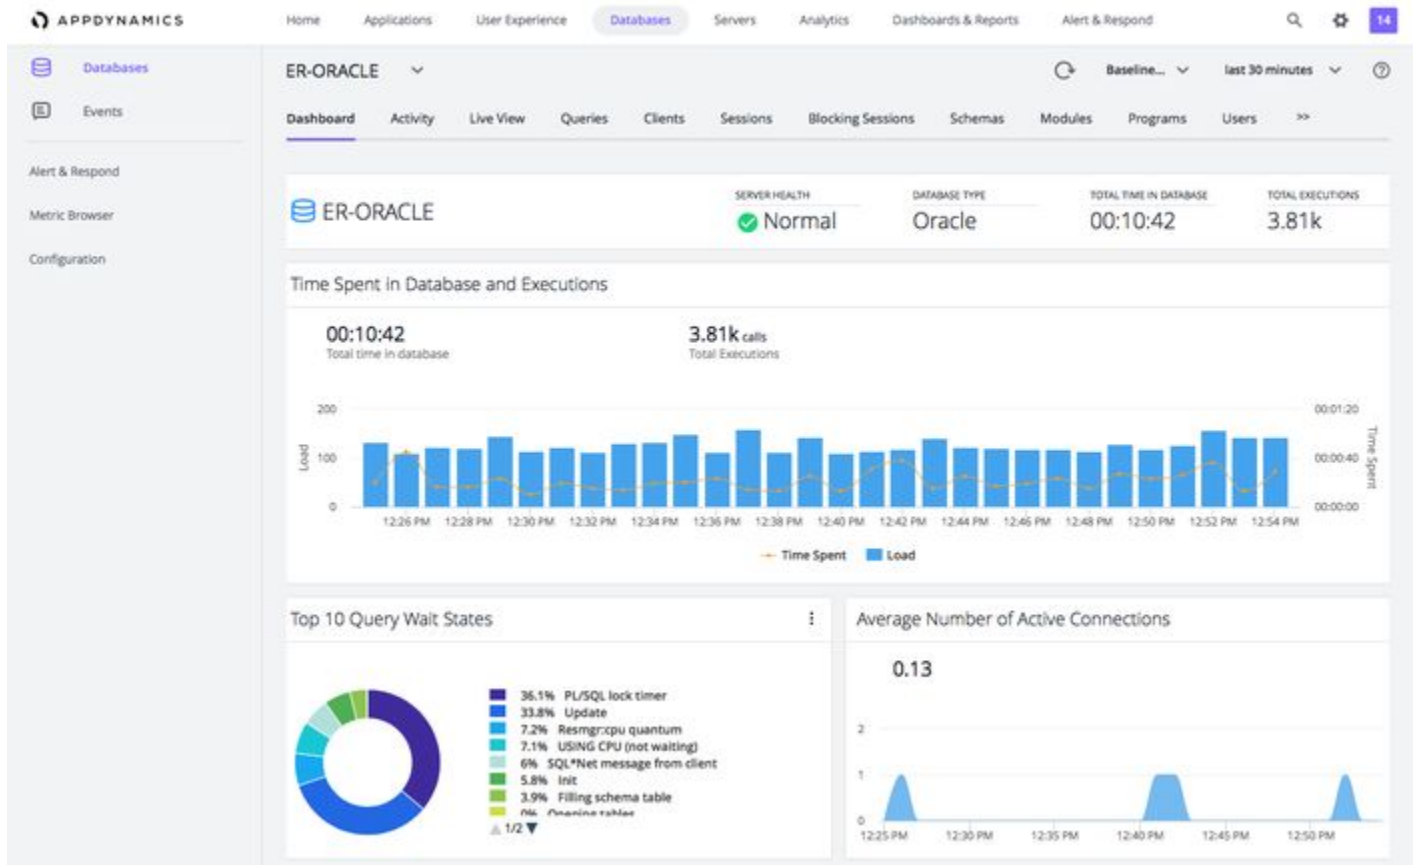 APPDYNAMICS
Home Applications User Experience Databases Servers Analytics Dashboards & Reports Alert & Respond 14
Databases
Events
Alert & Respond
Metric Browser
Configuration
ER-ORACLE Baseline... last 30 minutes ?
Dashboard Activity Live View Queries Clients Sessions Blocking Sessions Schemas Modules Programs Users >>
ER-ORACLE
SERVER HEALTH
Normal
DATABASE TYPE
Oracle
TOTAL TIME IN DATABASE
00:10:42
TOTAL EXECUTIONS
3.81k
Time Spent in Database and Executions
00:10:42
Total time in database
3.81k calls
Total Executions
Load
200
100
0
00:01:20
00:00:40
00:00:00
Time Spent
12:26 PM 12:28 PM 12:30 PM 12:32 PM 12:34 PM 12:36 PM 12:38 PM 12:40 PM 12:42 PM 12:44 PM 12:46 PM 12:48 PM 12:50 PM 12:52 PM 12:54 PM
Time Spent Load
Top 10 Query Wait States
36.1% PL/SQL lock timer
33.8% Update
7.2% Resmgr:cpu quantum
7.1% USING CPU (not waiting)
6% SQL*Net message from client
5.8% Init
3.9% Filling schema table
0% Opening tables
1/2
Average Number of Active Connections
0.13
2
1
0
12:25 PM 12:30 PM 12:35 PM 12:40 PM 12:45 PM 12:50 PM